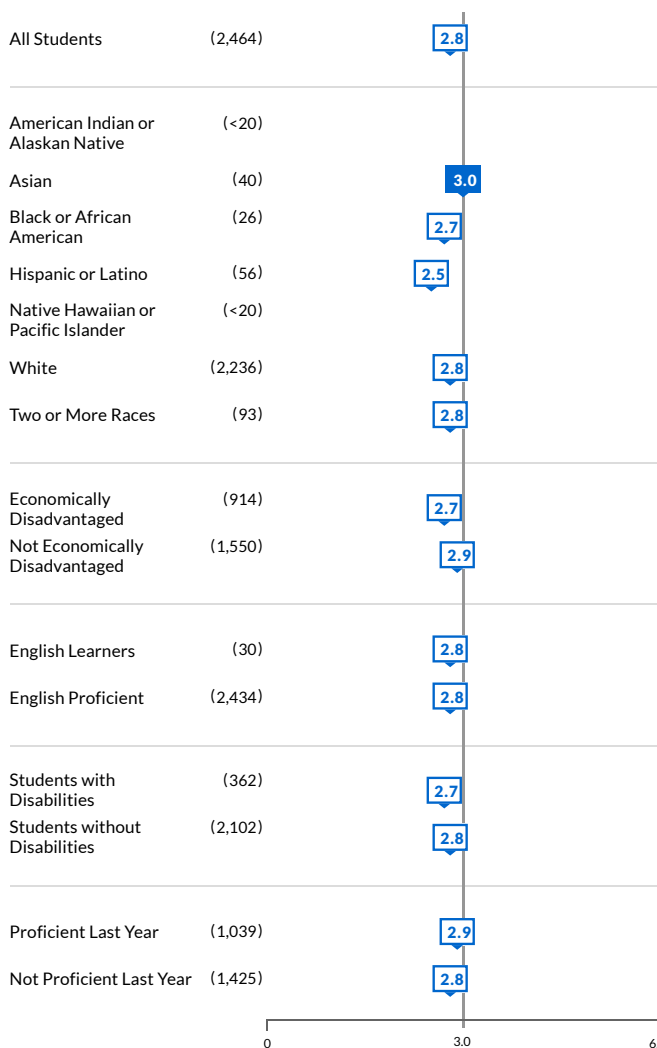 All Students (2,464) 2.8
American Indian or (<20)
Alaskan Native
Asian (40) 3.0
Black or African (26)
American 2.7
Hispanic or Latino (56) 2.5
Native Hawaiian or (<20)
Pacific Islander
White (2,236) 2.8
Two or More Races (93) 2.8
Economically (914)
Disadvantaged 2.7
Not Economically (1,550)
Disadvantaged 2.9
English Learners (30) 2.8
English Proficient (2,434) 2.8
Students with (362)
Disabilities 2.7
Students without (2,102)
Disabilities 2.8
Proficient Last Year (1,039) 2.9
Not Proficient Last Year (1,425) 2.8
0 3.0 6